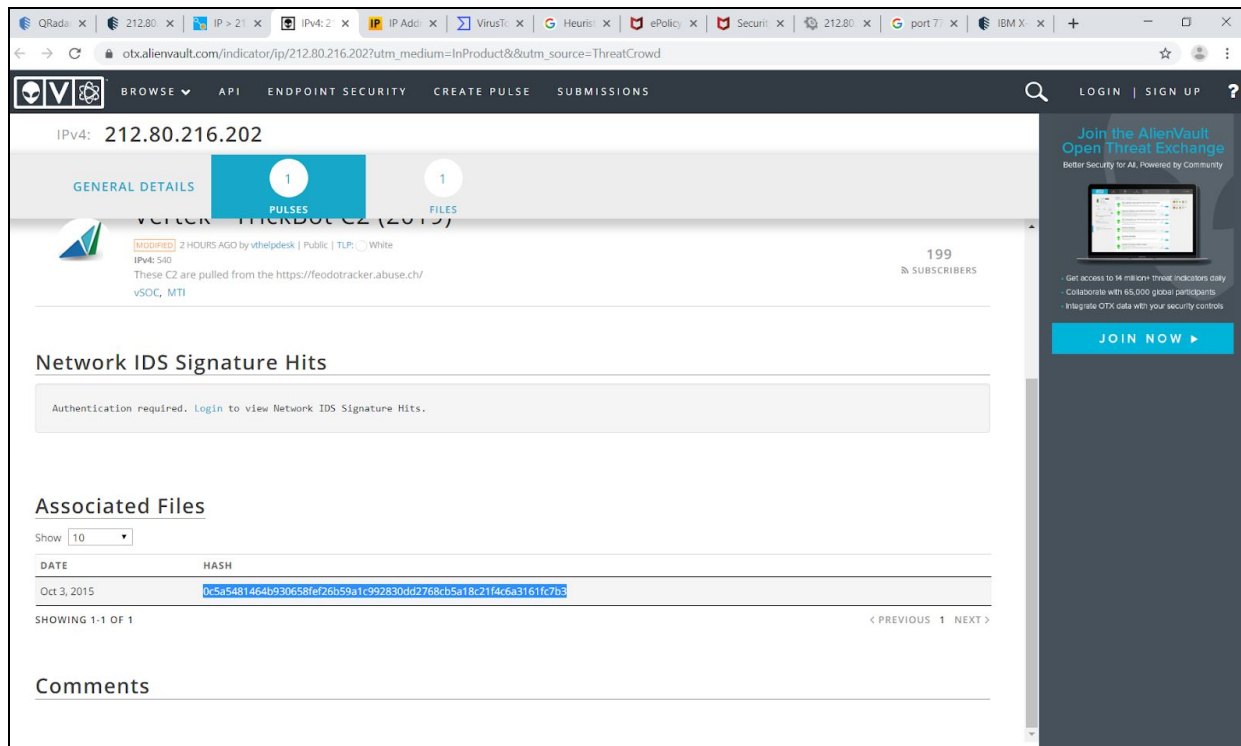 QRada
212.80.
IP > 21
IPv4: 2
IP Addr
VirusTo
Heurist
ePolicy
Securit
212.80
port 77
IBM X-
otx.alienvault.com/indicator/ip/212.80.216.202?utm_medium=InProduct&&utm_source=ThreatCrowd
BROWSE API ENDPOINT SECURITY CREATE PULSE SUBMISSIONS LOGIN | SIGN UP ?
IPv4: 212.80.216.202
GENERAL DETAILS
1
PULSES
1
FILES
Vertek - TrickBot C2 (2019)
MODIFIED 2 HOURS AGO by vthelpdesk | Public | TLP: White
IPv4: 540
These C2 are pulled from the https://feodotracker.abuse.ch/
vSOC, MTI
199
SUBSCRIBERS
Network IDS Signature Hits
Authentication required. Login to view Network IDS Signature Hits.
Associated Files
Show 10
DATE HASH
Oct 3, 2015 0c5a5481464b930658fef26b59a1c992830dd2768cb5a18c21f4c6a3161fc7b3
SHOWING 1-1 OF 1 < PREVIOUS 1 NEXT >
Comments
Join the AlienVault
Open Threat Exchange
Better Security for All, Powered by Community
- Get access to 14 million+ threat indicators daily
- Collaborate with 65,000 global participants
- Integrate OTX data with your security controls
JOIN NOW